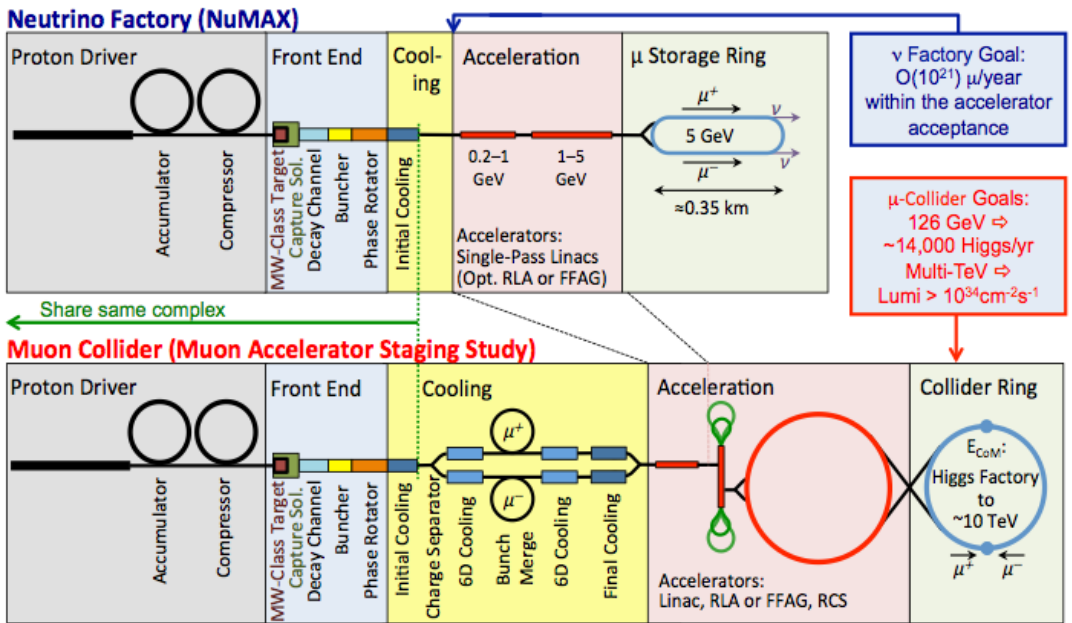 Neutrino Factory (NuMAX)
Proton Driver
Accumulator
Compressor
Front End
MW-Class Target
Capture Sol.
Decay Channel
Buncher
Phase Rotator
Cool-
ing
Initial Cooling
Acceleration
0.2–1
GeV
1–5
GeV
Accelerators:
Single-Pass Linacs
(Opt. RLA or FFAG)
μ Storage Ring
μ+
ν
5 GeV
μ−
ν
≈0.35 km
ν Factory Goal:
O(10²¹) μ/year
within the accelerator
acceptance
μ-Collider Goals:
126 GeV ⇨
~14,000 Higgs/yr
Multi-TeV ⇨
Lumi > 10³⁴cm⁻²s⁻¹
Share same complex
Muon Collider (Muon Accelerator Staging Study)
Proton Driver
Accumulator
Compressor
Front End
MW-Class Target
Capture Sol.
Decay Channel
Buncher
Phase Rotator
Initial Cooling
Cooling
Charge Separator
6D Cooling
μ+
μ−
Bunch
Merge
6D Cooling
Final Cooling
Acceleration
Accelerators:
Linac, RLA or FFAG, RCS
Collider Ring
ECoM:
Higgs Factory
to
~10 TeV
μ+
μ−